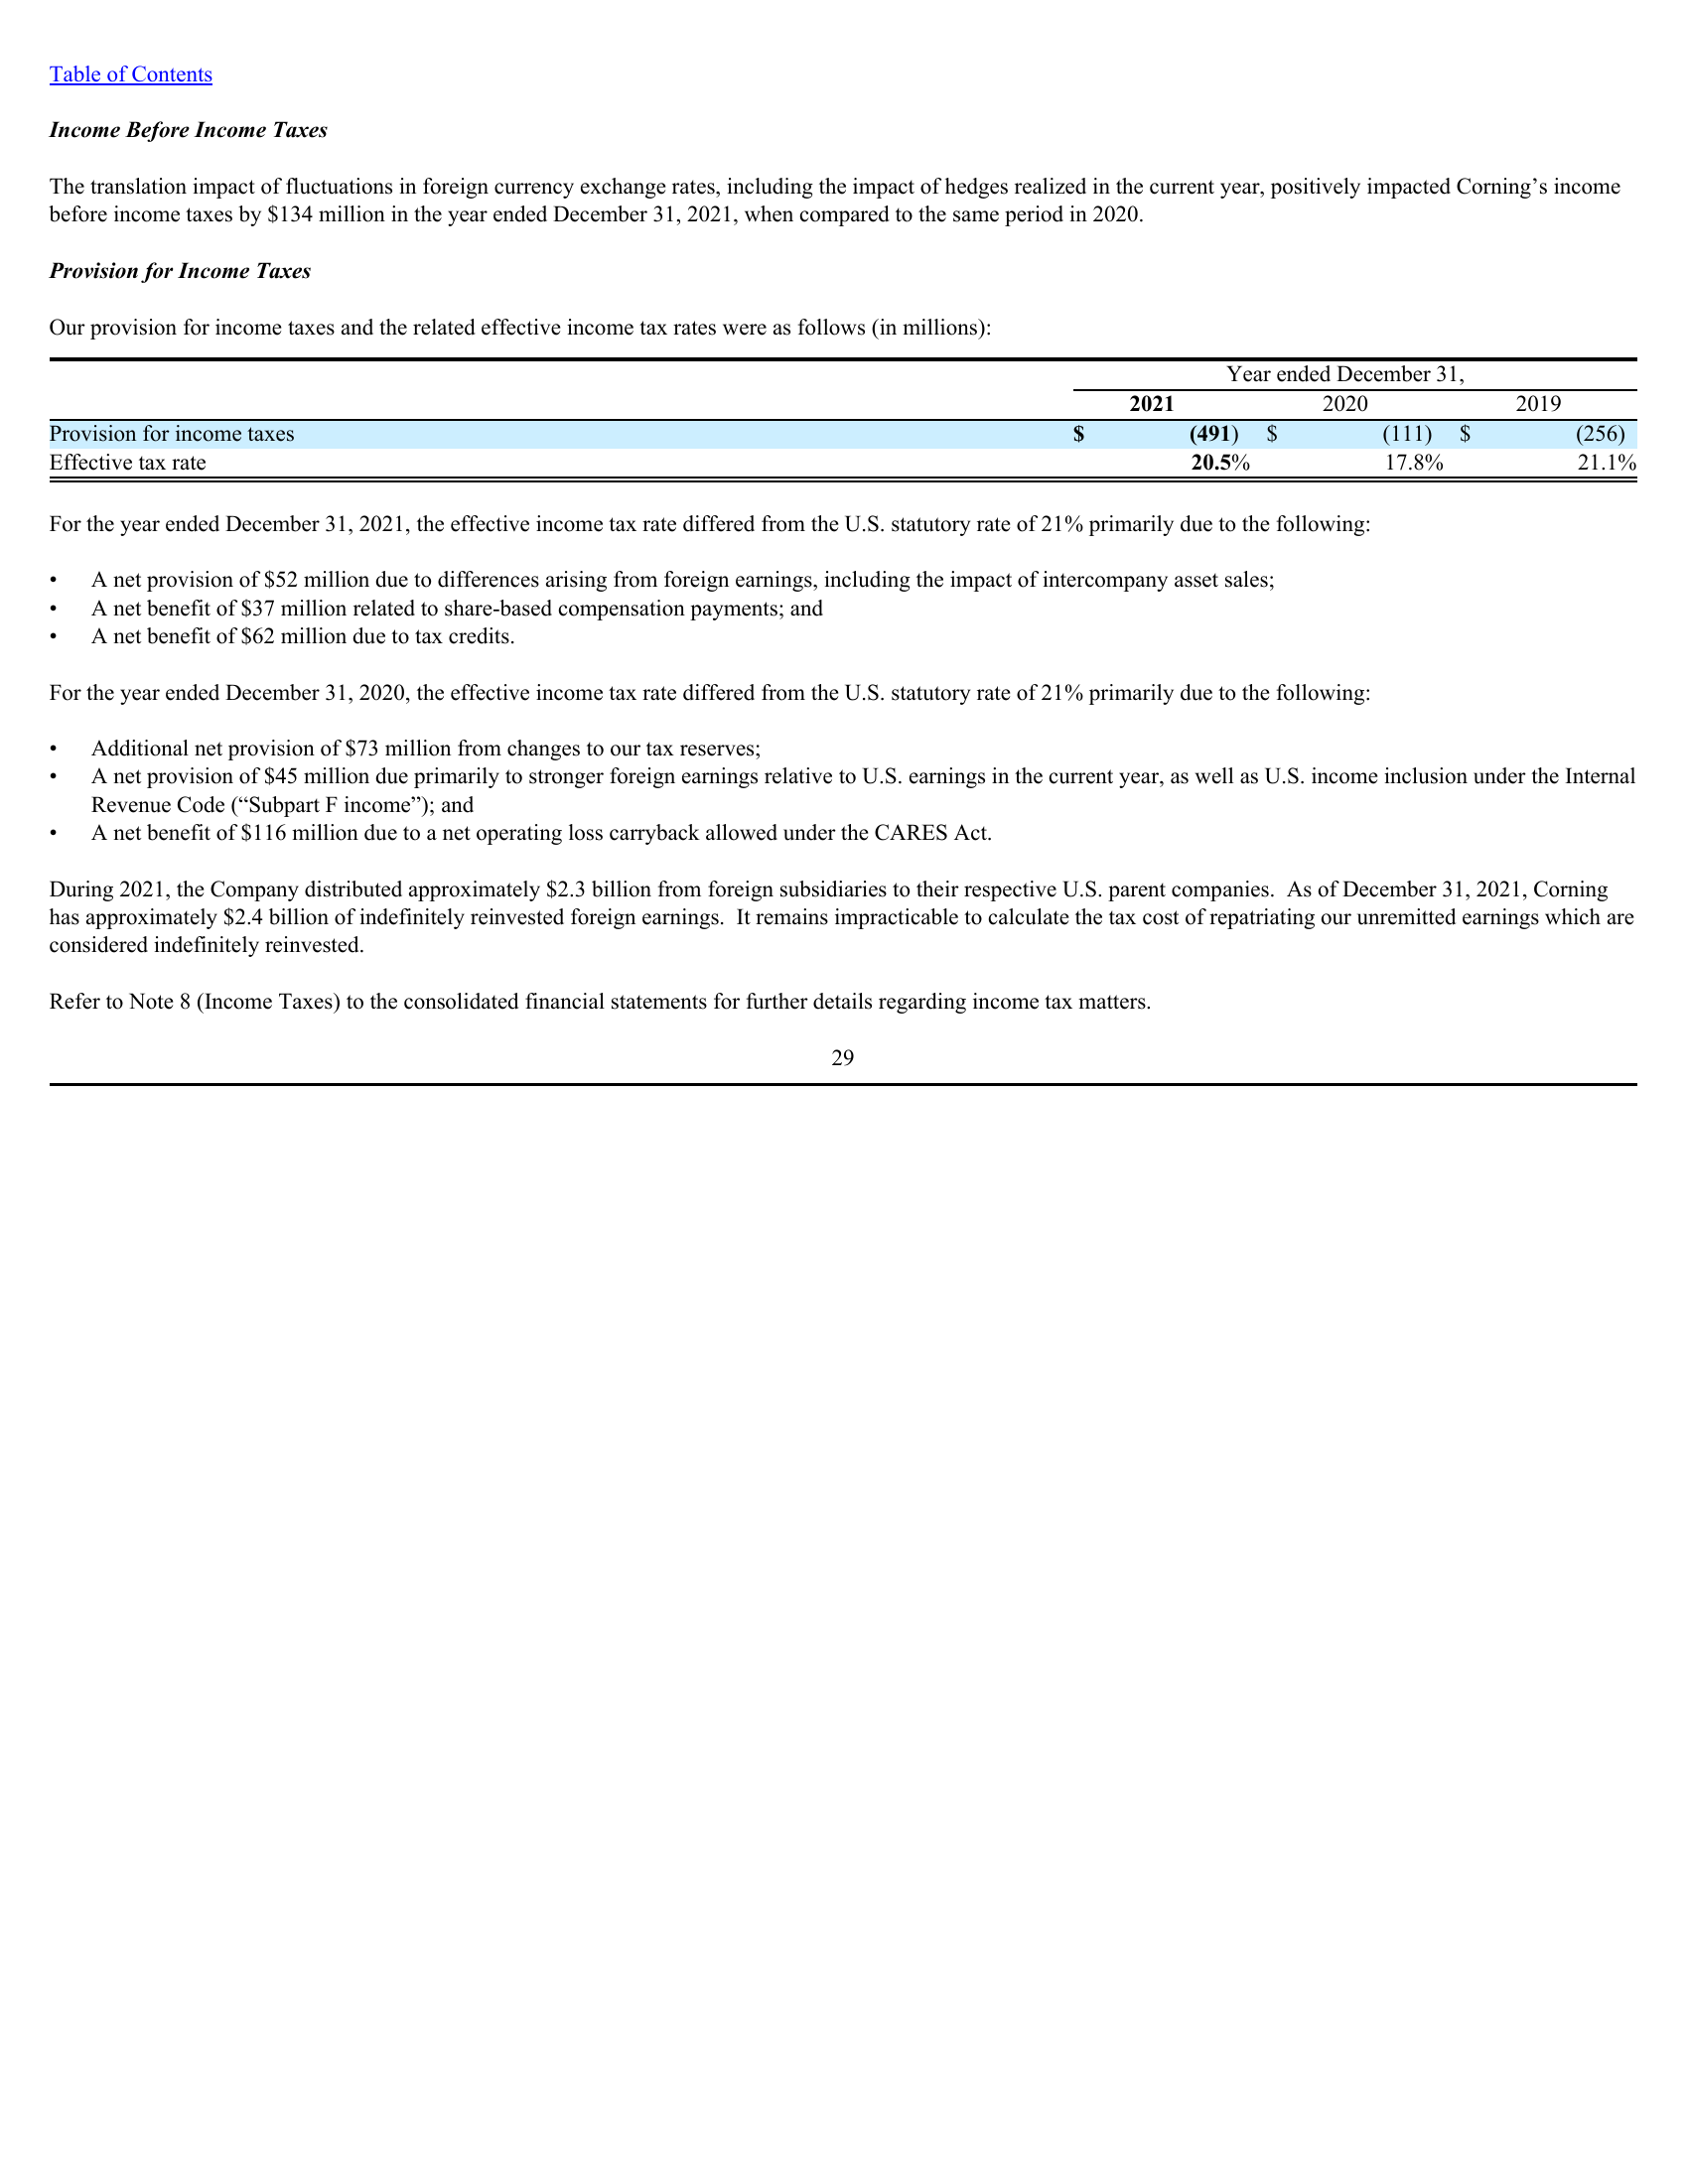 Table of Contents
Income Before Income Taxes
The translation impact of fluctuations in foreign currency exchange rates, including the impact of hedges realized in the current year, positively impacted Corning’s income
before income taxes by $134 million in the year ended December 31, 2021, when compared to the same period in 2020.
Provision for Income Taxes
Our provision for income taxes and the related effective income tax rates were as follows (in millions):
Year ended December 31,
2021 2020 2019
Provision for income taxes $ (491) $ (111) $ (256)
Effective tax rate 20.5% 17.8% 21.1%
For the year ended December 31, 2021, the effective income tax rate differed from the U.S. statutory rate of 21% primarily due to the following:
• A net provision of $52 million due to differences arising from foreign earnings, including the impact of intercompany asset sales;
• A net benefit of $37 million related to share-based compensation payments; and
• A net benefit of $62 million due to tax credits.
For the year ended December 31, 2020, the effective income tax rate differed from the U.S. statutory rate of 21% primarily due to the following:
• Additional net provision of $73 million from changes to our tax reserves;
• A net provision of $45 million due primarily to stronger foreign earnings relative to U.S. earnings in the current year, as well as U.S. income inclusion under the Internal
Revenue Code (“Subpart F income”); and
• A net benefit of $116 million due to a net operating loss carryback allowed under the CARES Act.
During 2021, the Company distributed approximately $2.3 billion from foreign subsidiaries to their respective U.S. parent companies.  As of December 31, 2021, Corning
has approximately $2.4 billion of indefinitely reinvested foreign earnings.  It remains impracticable to calculate the tax cost of repatriating our unremitted earnings which are
considered indefinitely reinvested.
Refer to Note 8 (Income Taxes) to the consolidated financial statements for further details regarding income tax matters.
29